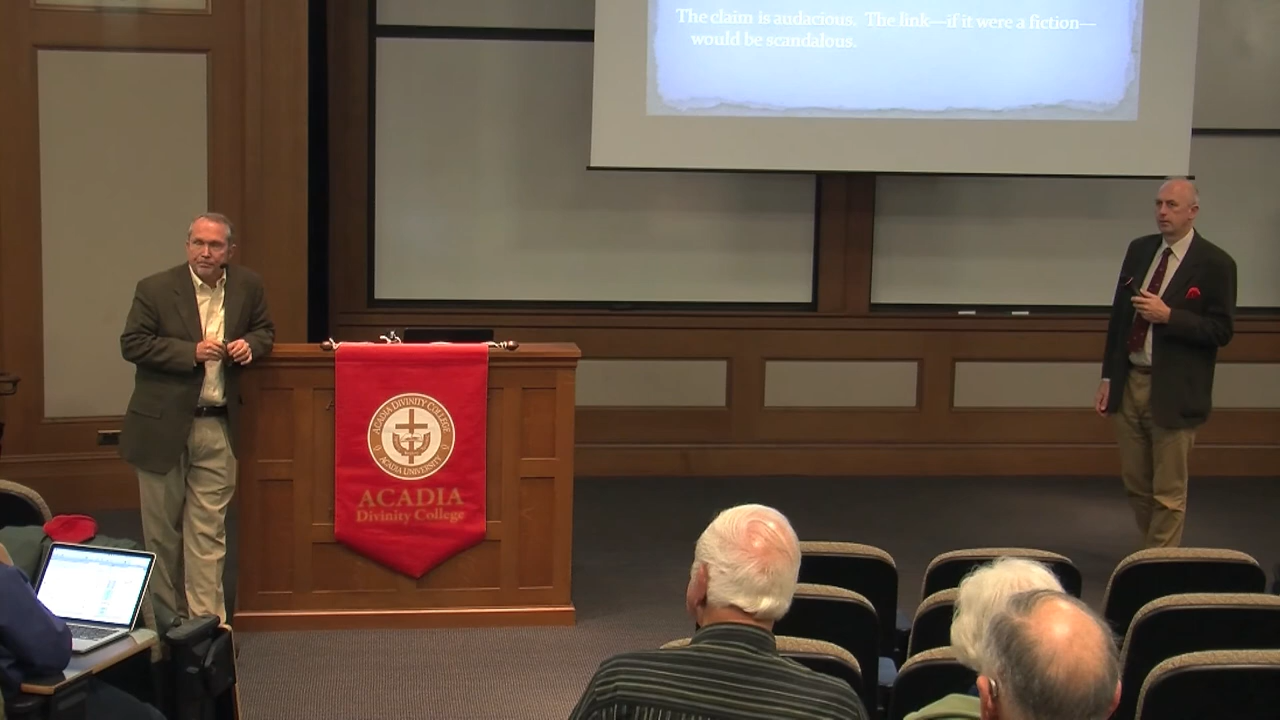 The claim is audacious. The link—if it were a fiction—
would be scandalous.
ACADIA DIVINITY COLLEGE
ACADIA UNIVERSITY
ACADIA
Divinity College